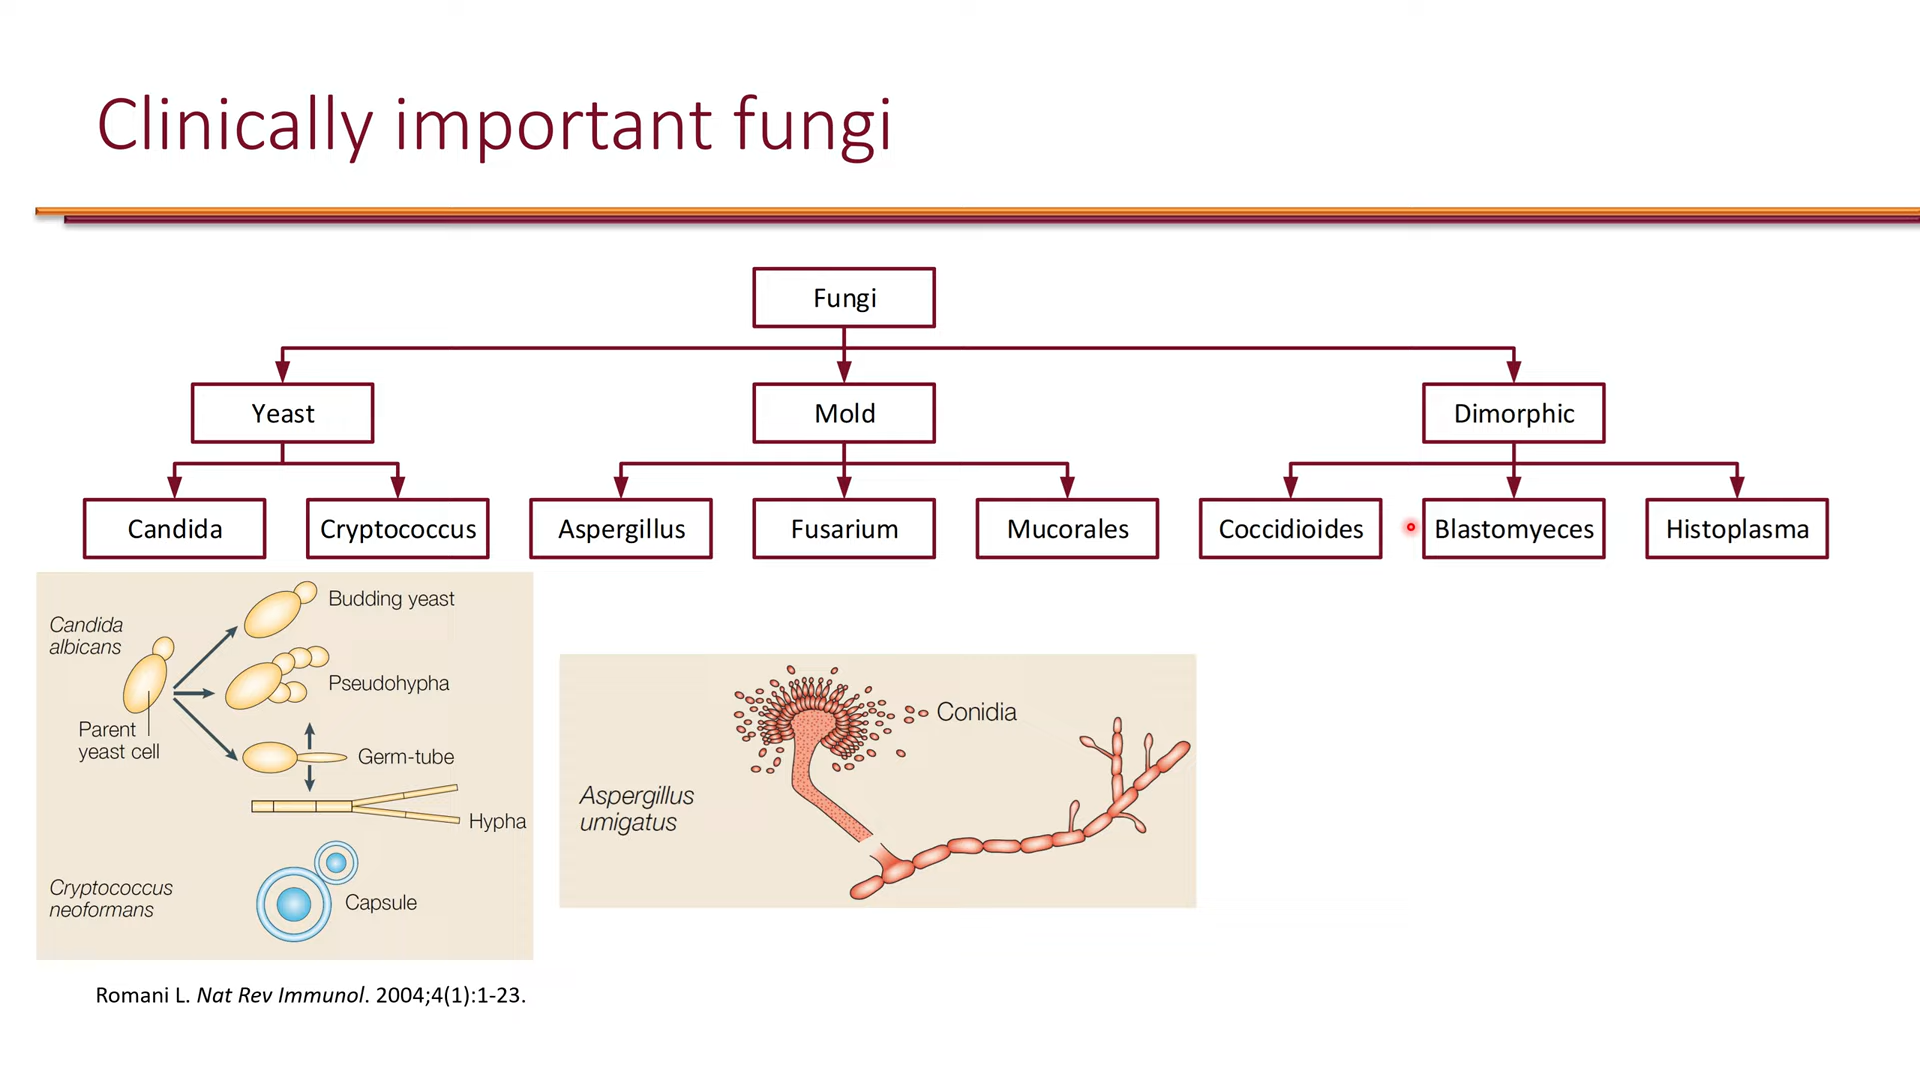 Clinically important fungi
Fungi
Yeast
Mold
Dimorphic
Candida
Cryptococcus
Aspergillus
Fusarium
Mucorales
Coccidioides
Blastomyeces
Histoplasma
Candida
albicans
Budding yeast
Pseudohypha
Parent
yeast cell
Germ-tube
Hypha
Cryptococcus
neoformans
Capsule
Conidia
Aspergillus
umigatus
Romani L. Nat Rev Immunol. 2004;4(1):1-23.